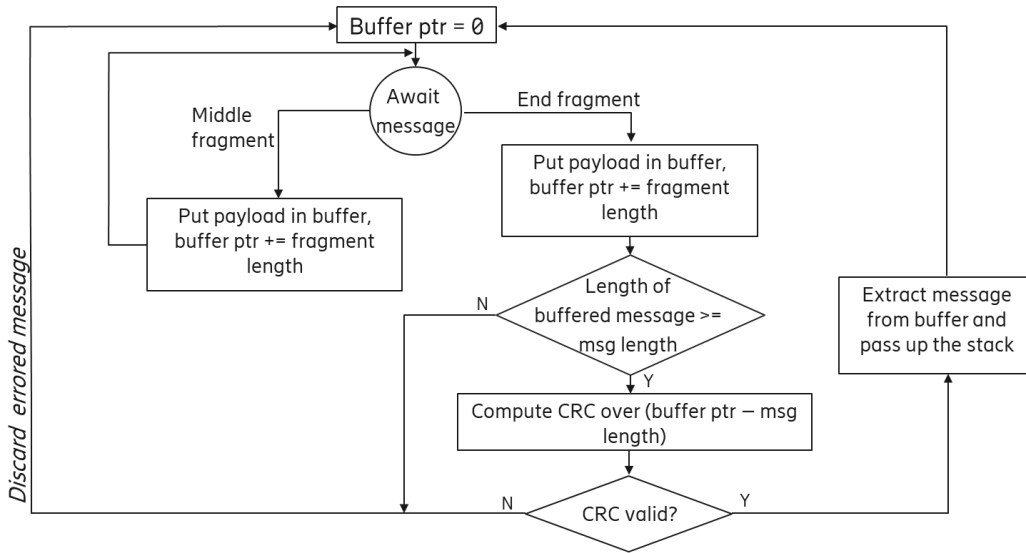 Buffer ptr = 0
Await
message
Middle
fragment
End fragment
Put payload in buffer,
buffer ptr += fragment
length
Put payload in buffer,
buffer ptr += fragment
length
Length of
buffered message >=
msg length
N
Y
Compute CRC over (buffer ptr – msg
length)
CRC valid?
N
Y
Extract message
from buffer and
pass up the stack
Discard errored message